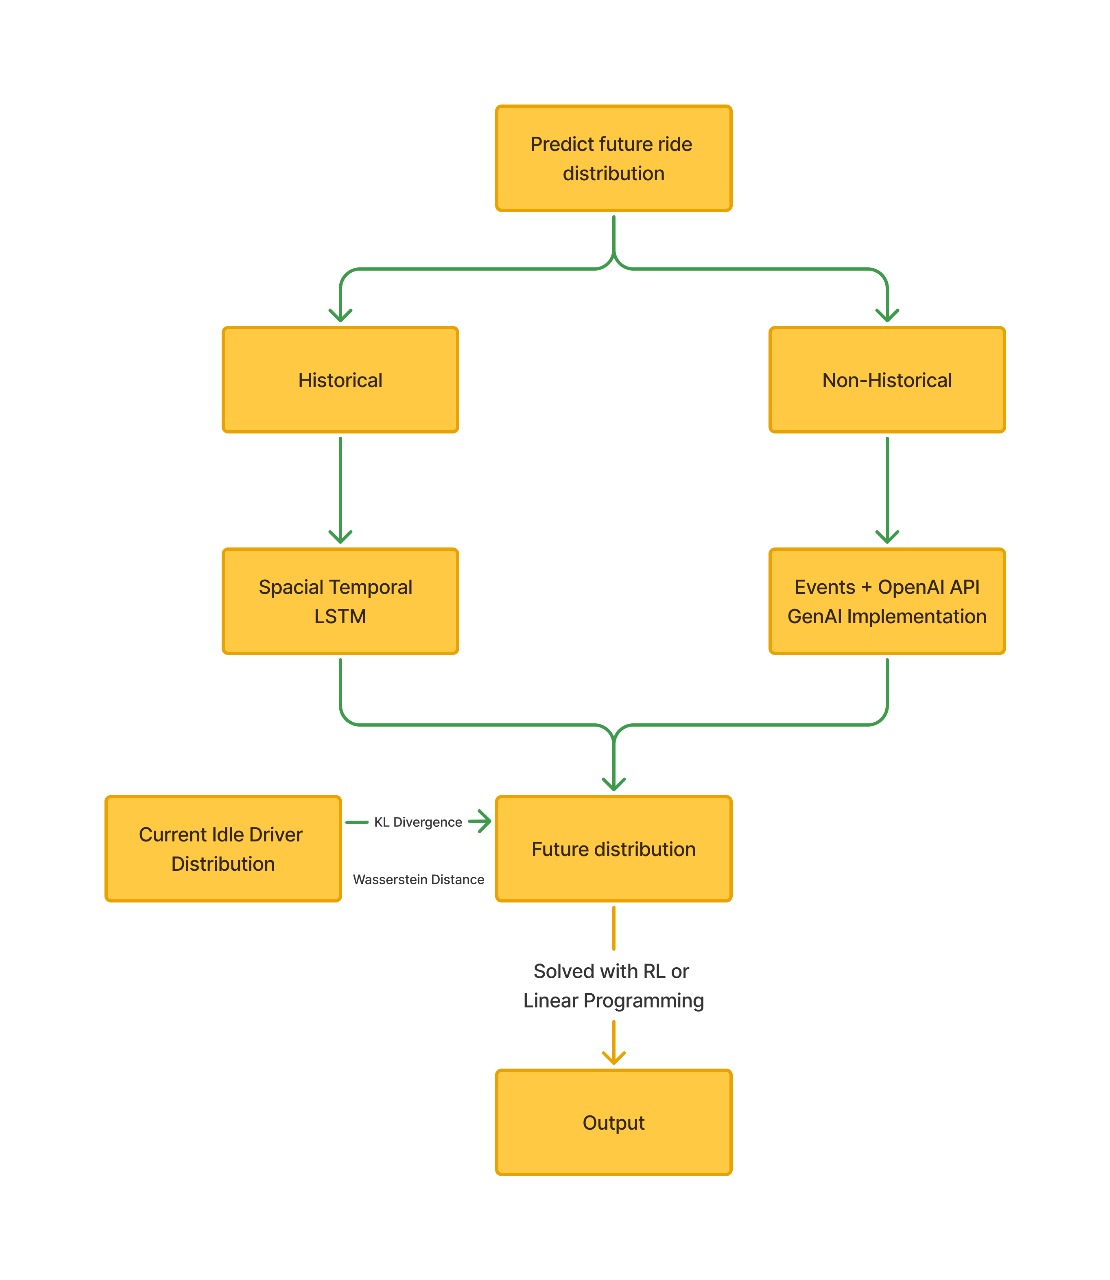 Predict future ride
distribution
Historical
Non-Historical
Spacial Temporal
LSTM
Events + OpenAI API
GenAI Implementation
Current Idle Driver
Distribution
KL Divergence
Wasserstein Distance
Future distribution
Solved with RL or
Linear Programming
Output